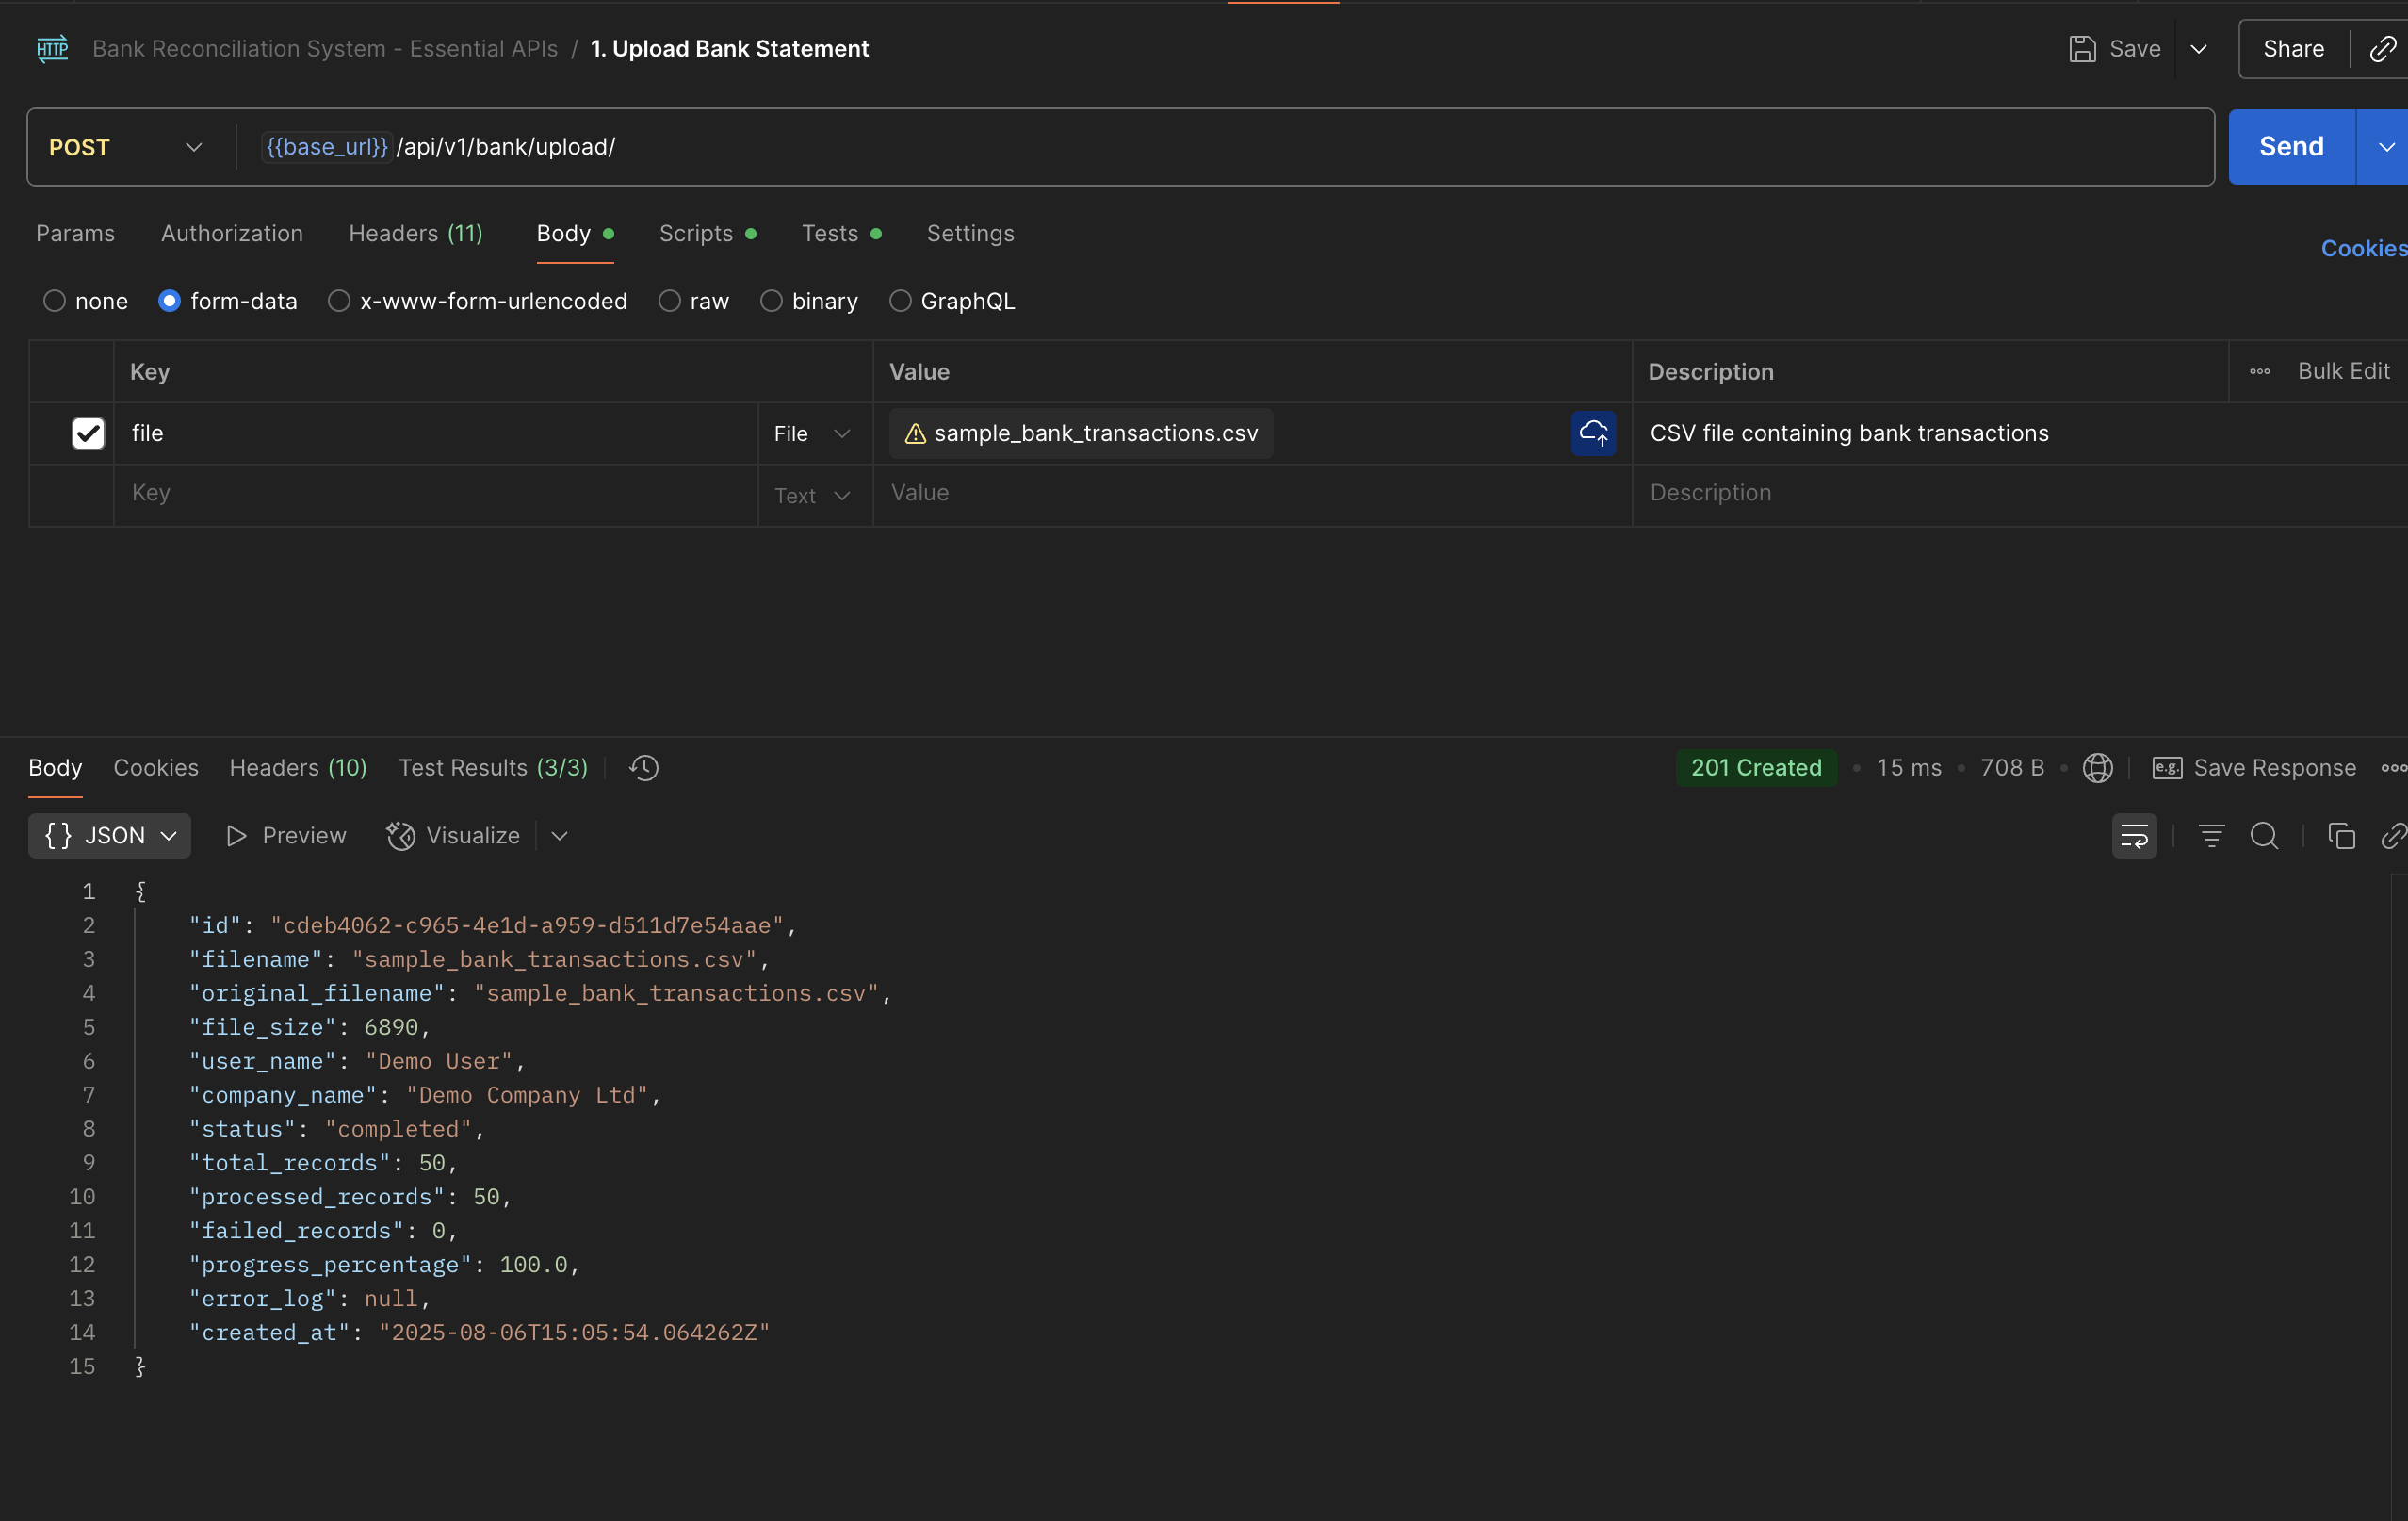 HTTP Bank Reconciliation System - Essential APIs / 1. Upload Bank Statement Save Share
POST {{base_url}}/api/v1/bank/upload/ Send
Params Authorization Headers (11) Body Scripts Tests Settings Cookies
none form-data x-www-form-urlencoded raw binary GraphQL
Key Value Description Bulk Edit
file File sample_bank_transactions.csv CSV file containing bank transactions
Key Text Value Description
Body Cookies Headers (10) Test Results (3/3) 201 Created • 15 ms • 708 B • e.g. Save Response
{} JSON Preview Visualize
1 {
2 "id": "cdeb4062-c965-4e1d-a959-d511d7e54aae",
3 "filename": "sample_bank_transactions.csv",
4 "original_filename": "sample_bank_transactions.csv",
5 "file_size": 6890,
6 "user_name": "Demo User",
7 "company_name": "Demo Company Ltd",
8 "status": "completed",
9 "total_records": 50,
10 "processed_records": 50,
11 "failed_records": 0,
12 "progress_percentage": 100.0,
13 "error_log": null,
14 "created_at": "2025-08-06T15:05:54.064262Z"
15 }